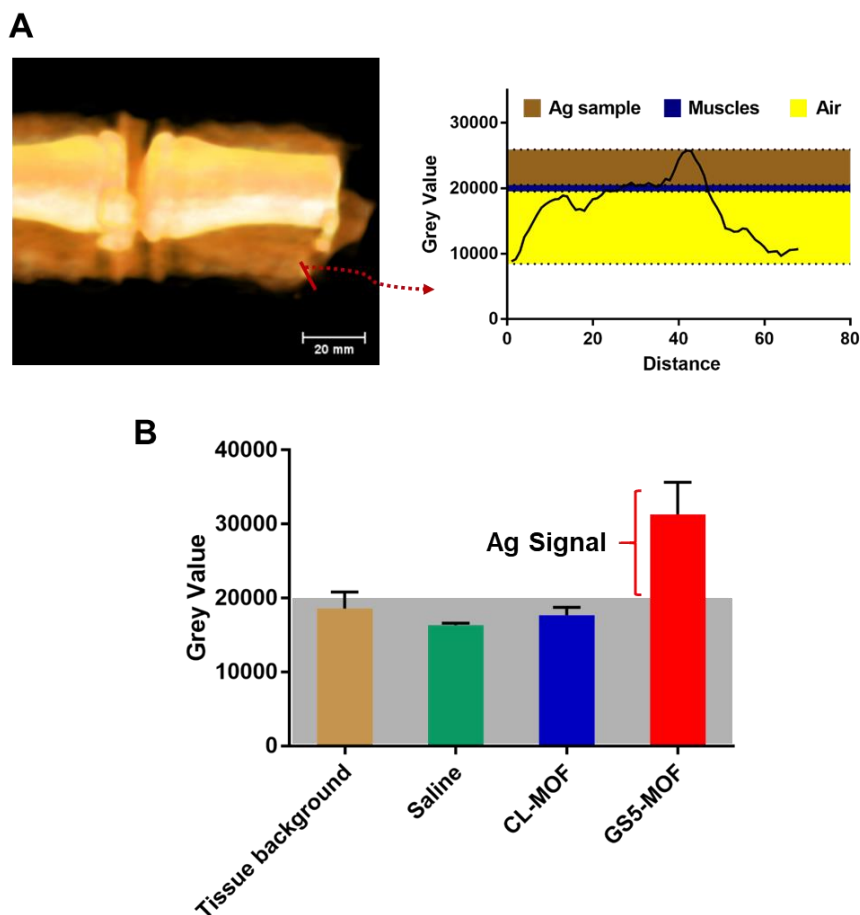 A
Ag sample Muscles Air
30000
20000
10000
0
Grey Value
0 20 40 60 80
Distance
20 mm
B
40000
30000
20000
10000
0
Grey Value
Ag Signal
Tissue background
Saline
CL-MOF
GS5-MOF